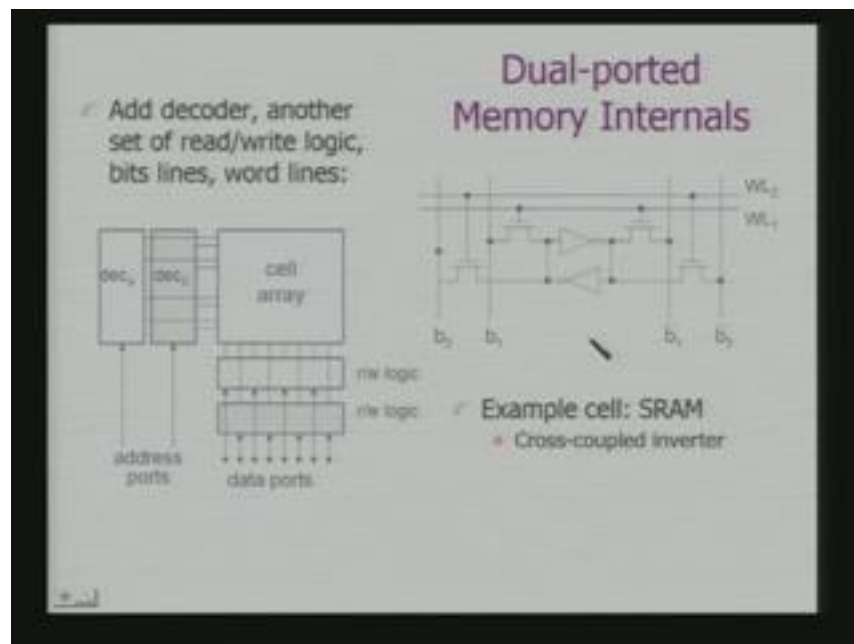 Dual-ported
Memory Internals
Add decoder, another
set of read/write logic,
bits lines, word lines:
dec
dec
cell
array
r/w logic
r/w logic
address
ports
data ports
WL₂
WL₁
b₂ b₁ b₁ b₂
Example cell: SRAM
Cross-coupled inverter